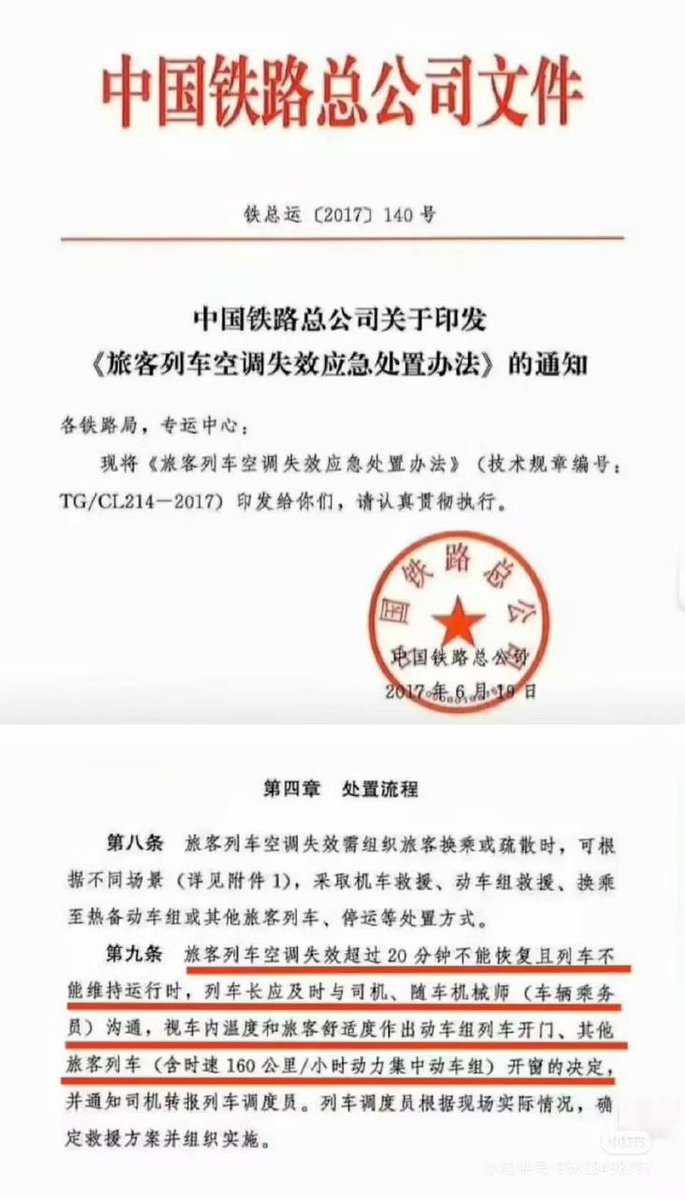 中国铁路总公司文件
铁总运〔2017〕140号
中国铁路总公司关于印发
《旅客列车空调失效应急处置办法》的通知
各铁路局，专运中心：
现将《旅客列车空调失效应急处置办法》（技术规章编号：
TG/CL214—2017）印发给你们，请认真贯彻执行。
中国铁路总公司
中国铁路总公司
2017年6月19日
第四章 处置流程
第八条 旅客列车空调失效需组织旅客换乘或疏散时，可根
据不同场景（详见附件1），采取机车救援、动车组救援、换乘
至热备动车组或其他旅客列车、停运等处置方式。
第九条 旅客列车空调失效超过20分钟不能恢复且列车不
能维持运行时，列车长应及时与司机、随车机械师（车辆乘务
员）沟通，视车内温度和旅客舒适度作出动车组列车开门、其他
旅客列车（含时速160公里/小时动力集中动车组）开窗的决定，
并通知司机转报列车调度员。列车调度员根据现场实际情况，确
定救援方案并组织实施。
小红书
小红书号